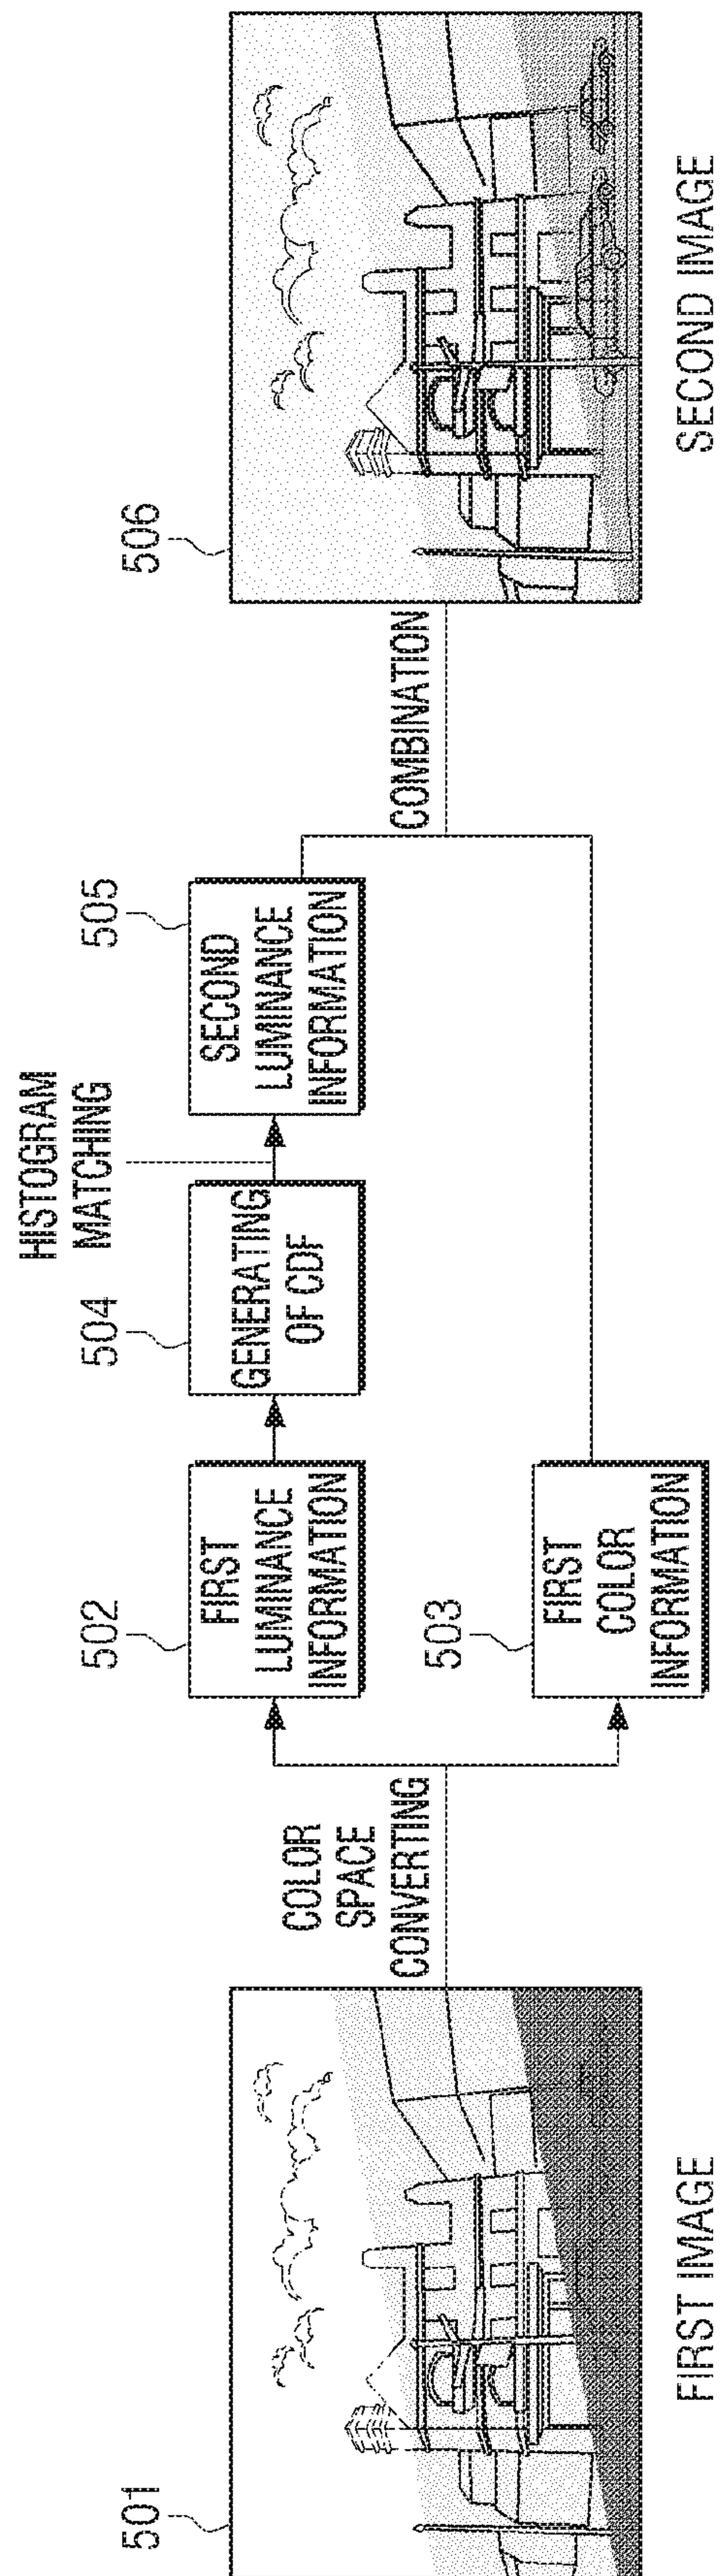 501
FIRST IMAGE
COLOR
SPACE
CONVERTING
502
FIRST
LUMINANCE
INFORMATION
503
FIRST
COLOR
INFORMATION
504
GENERATING
OF CDF
HISTOGRAM
MATCHING
505
SECOND
LUMINANCE
INFORMATION
COMBINATION
506
SECOND IMAGE